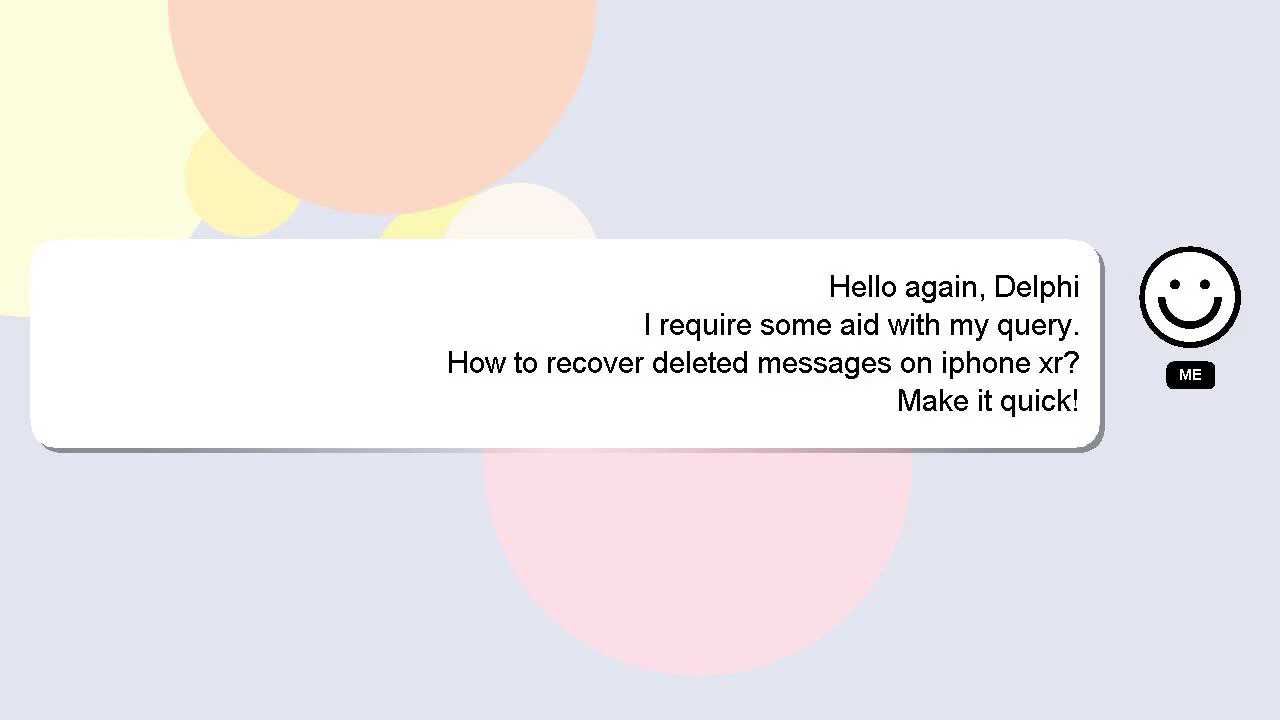 Hello again, Delphi
I require some aid with my query.
How to recover deleted messages on iphone xr?
Make it quick!
ME